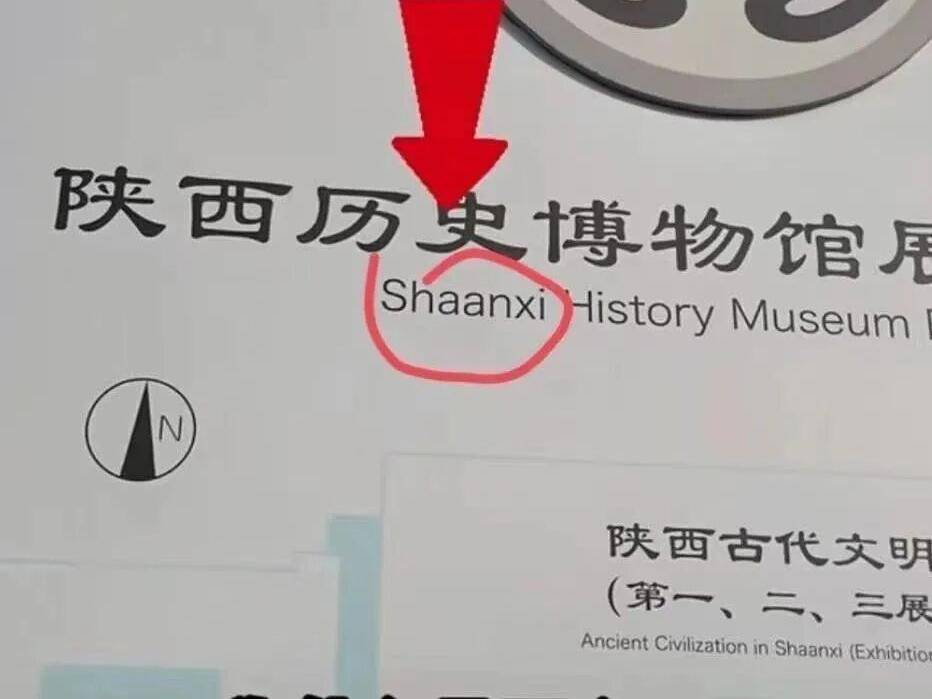 陕西历史博物馆展
Shaanxi History Museum
N
陕西古代文明
(第一、二、三展
Ancient Civilization in Shaanxi (Exhibition